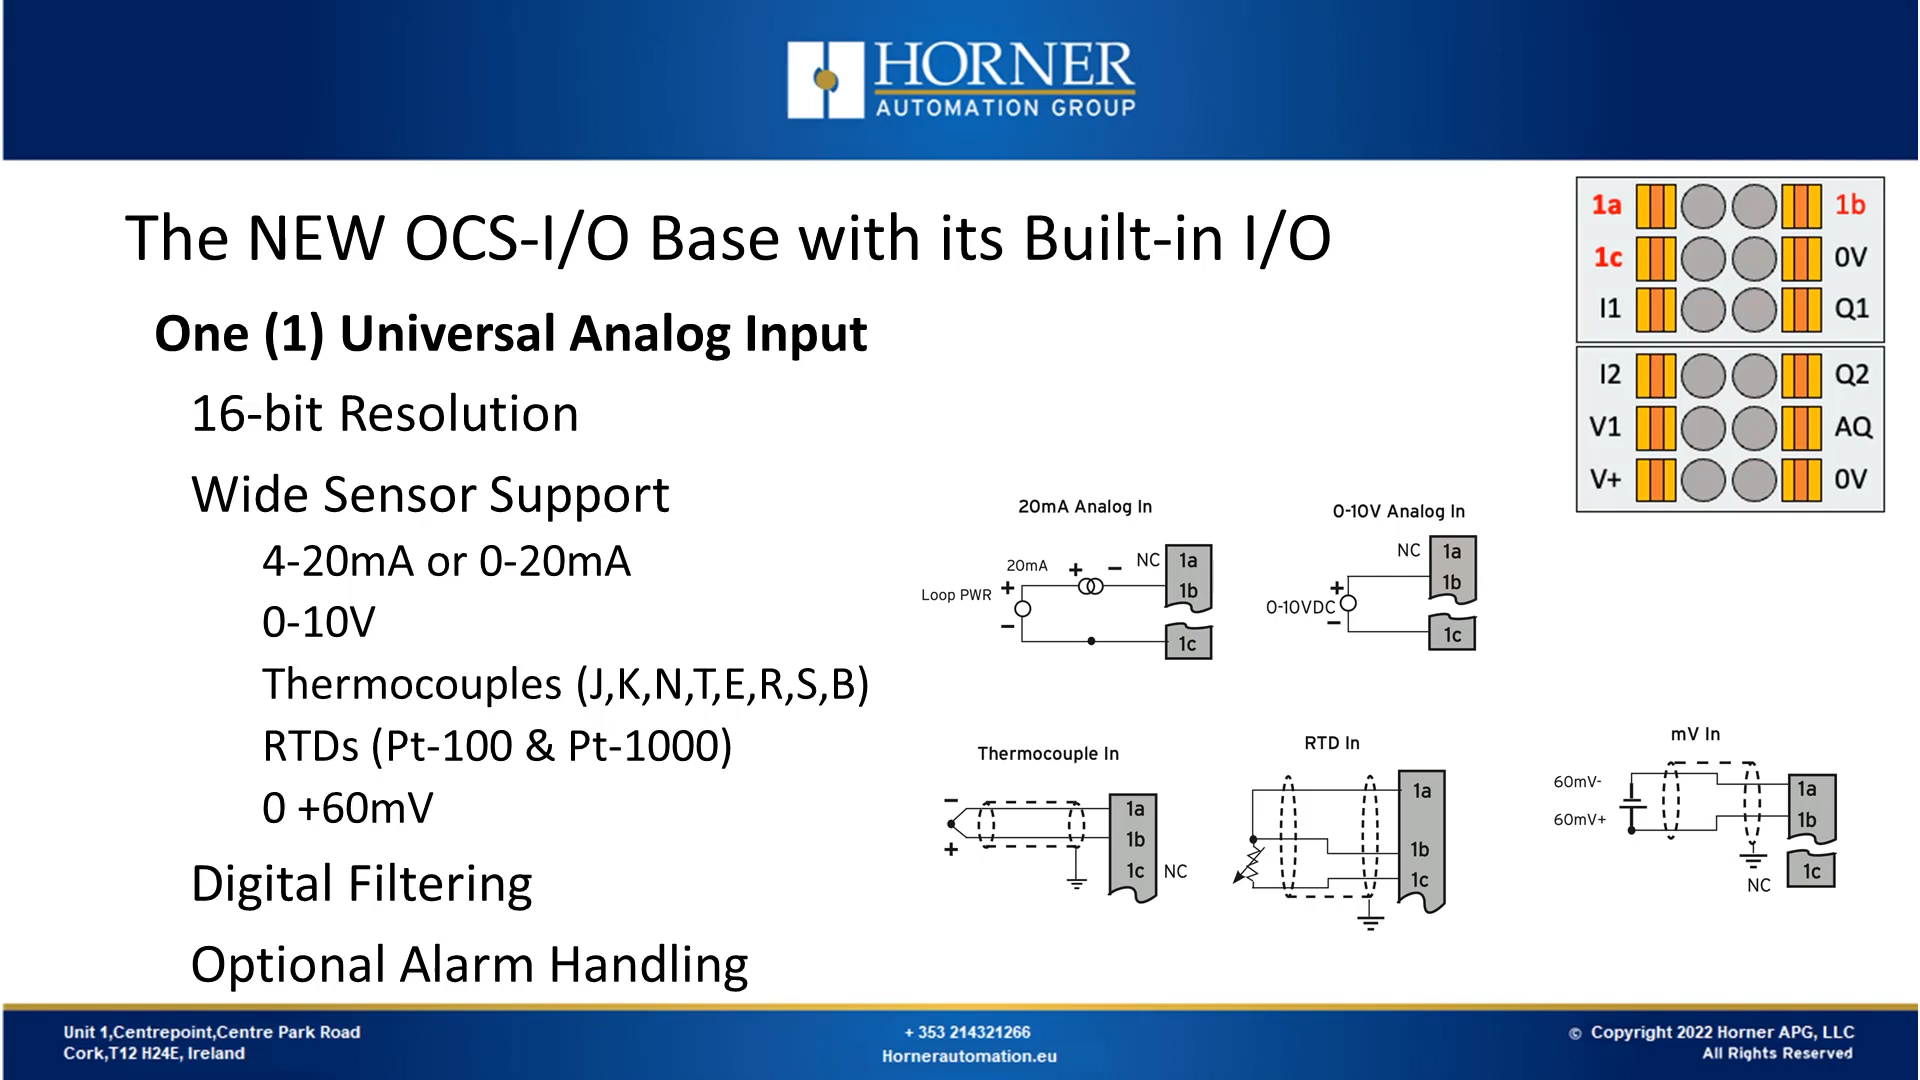 HORNER
AUTOMATION GROUP
The NEW OCS-I/O Base with its Built-in I/O
One (1) Universal Analog Input
16-bit Resolution
Wide Sensor Support
4-20mA or 0-20mA
0-10V
Thermocouples (J,K,N,T,E,R,S,B)
RTDs (Pt-100 & Pt-1000)
0 +60mV
Digital Filtering
Optional Alarm Handling
1a 1b
1c 0V
I1 Q1
I2 Q2
V1 AQ
V+ 0V
20mA Analog In
20mA + − NC 1a
Loop PWR + 1b
− 1c
0-10V Analog In
NC 1a
+ 1b
0-10VDC
− 1c
Thermocouple In
− 1a
1b
+ 1c NC
RTD In
1a
1b
1c
mV In
60mV- 1a
60mV+ 1b
NC 1c
Unit 1,Centrepoint,Centre Park Road
Cork,T12 H24E, Ireland
+ 353 214321266
Hornerautomation.eu
© Copyright 2022 Horner APG, LLC
All Rights Reserved